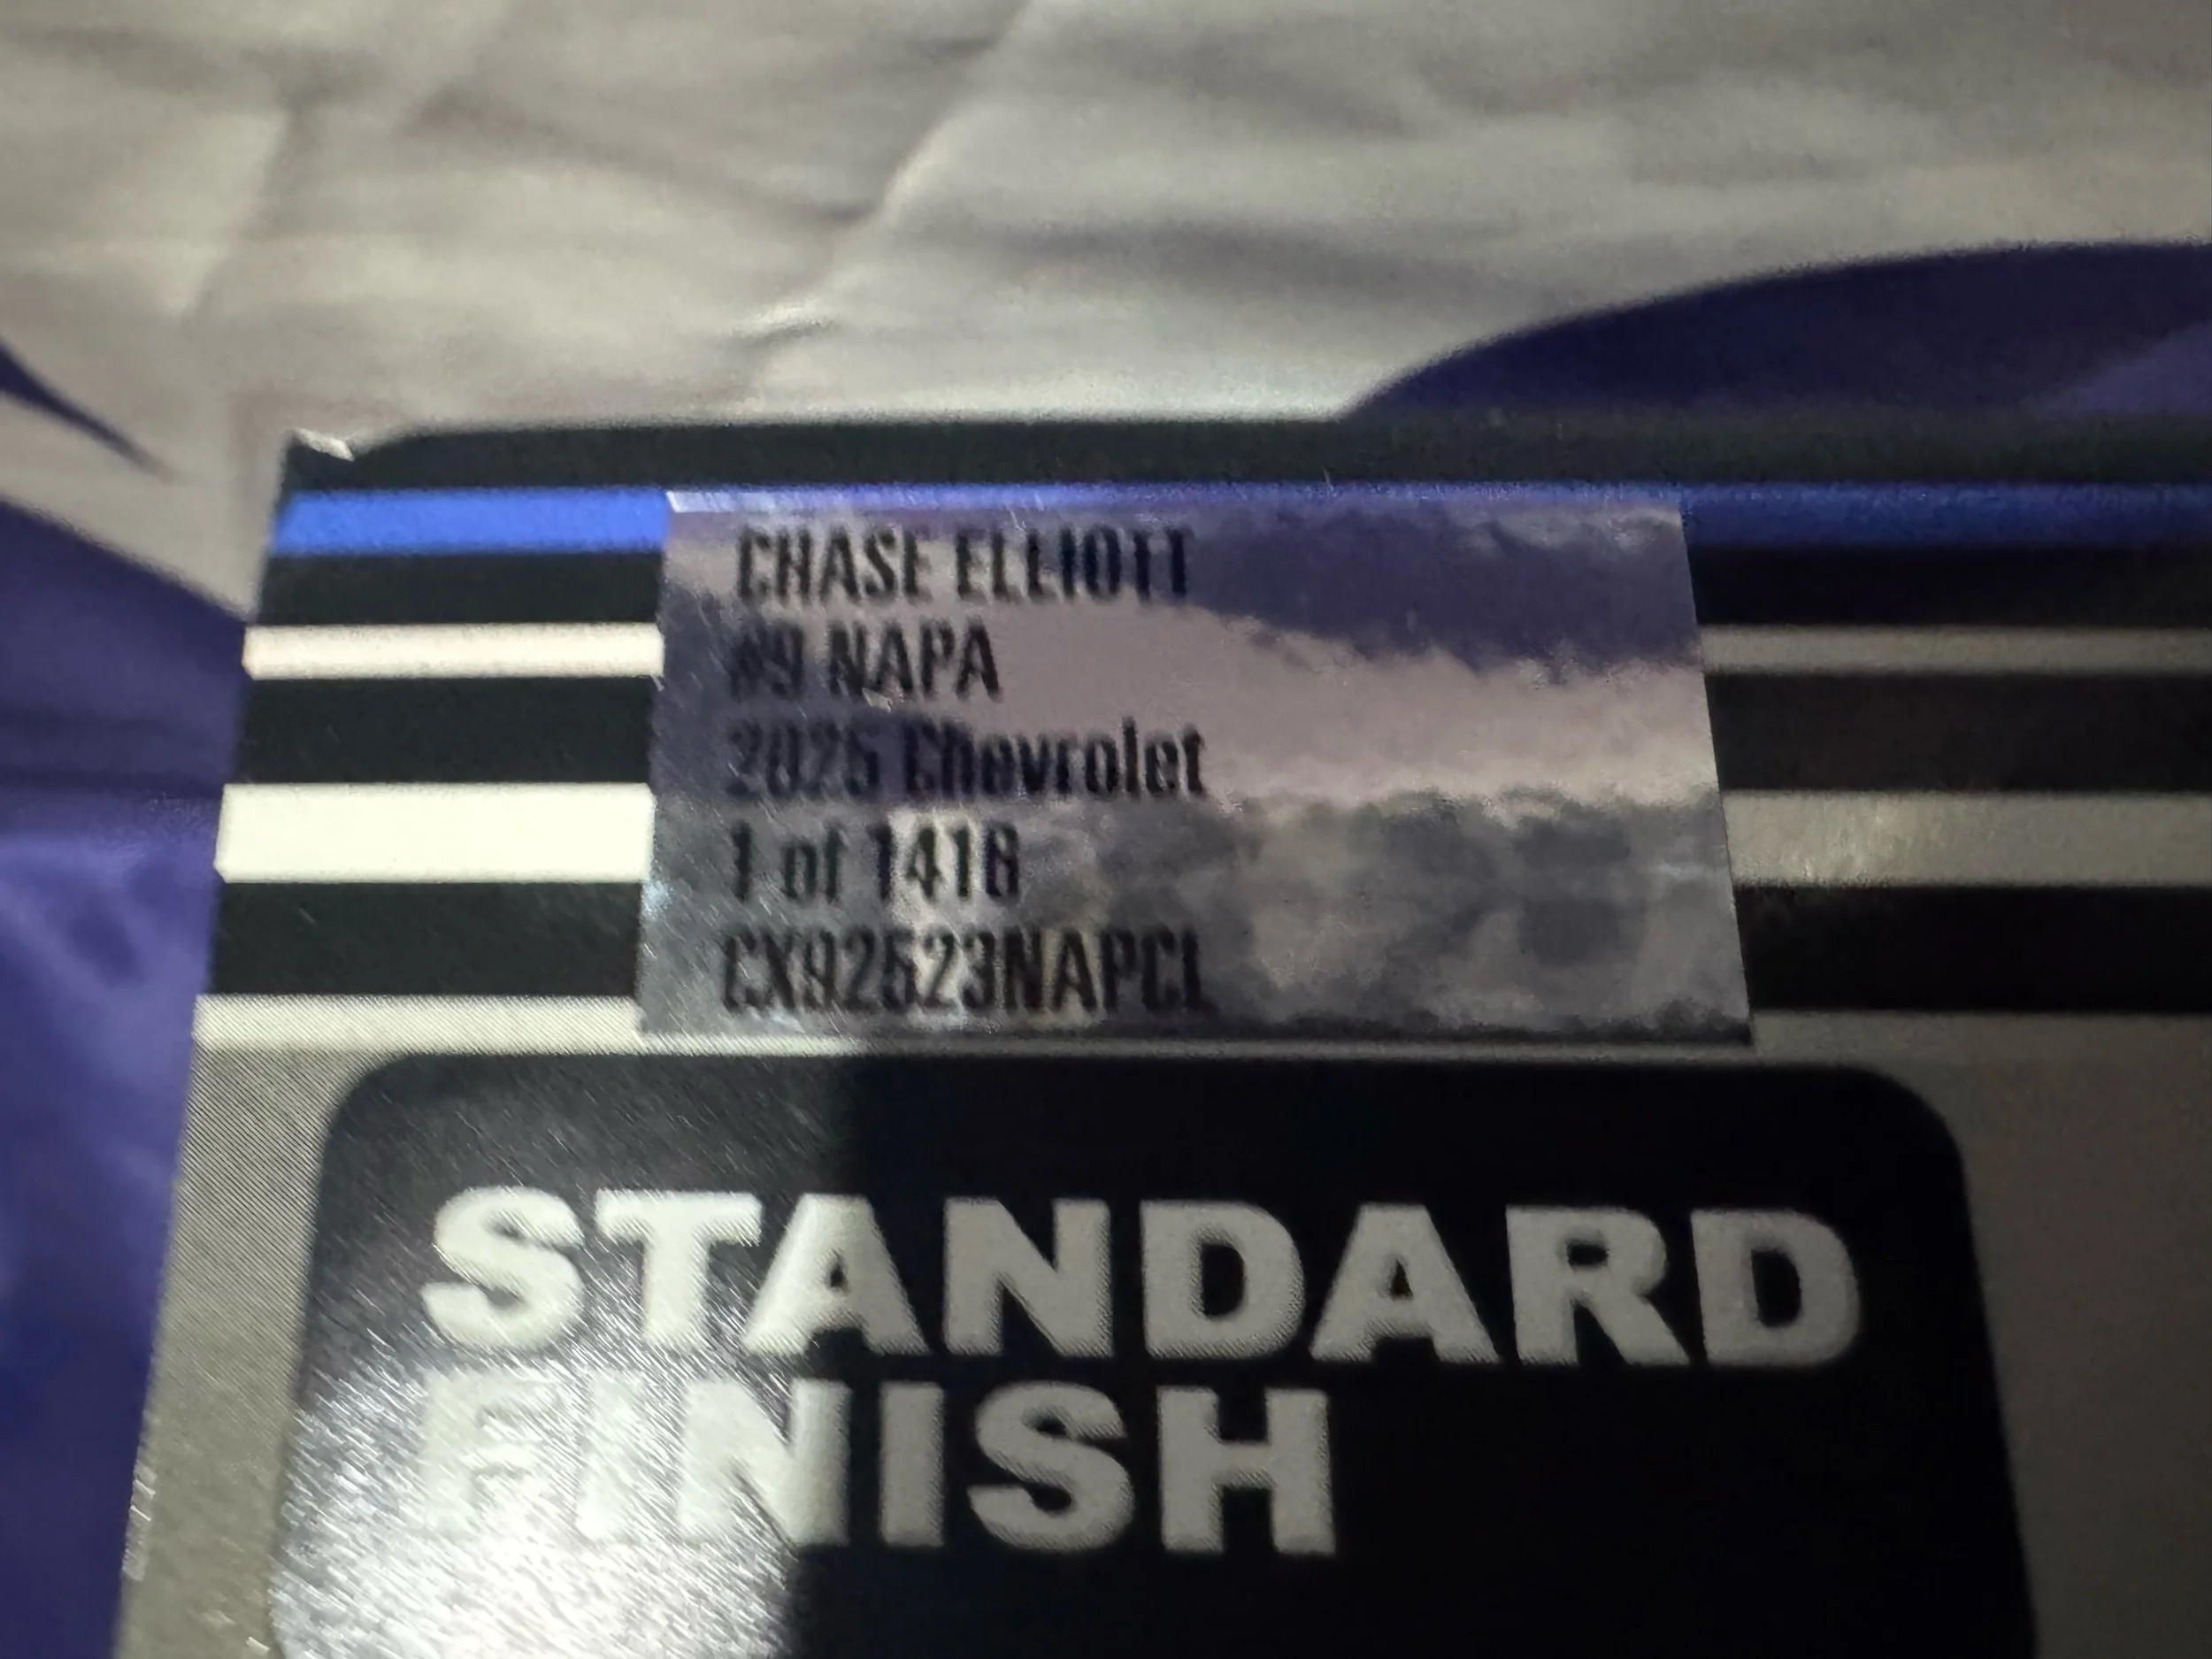 CHASE ELLIOTT
#9 NAPA
2025 Chevrolet
1 of 1416
CX92523NAPCL
STANDARD
FINISH